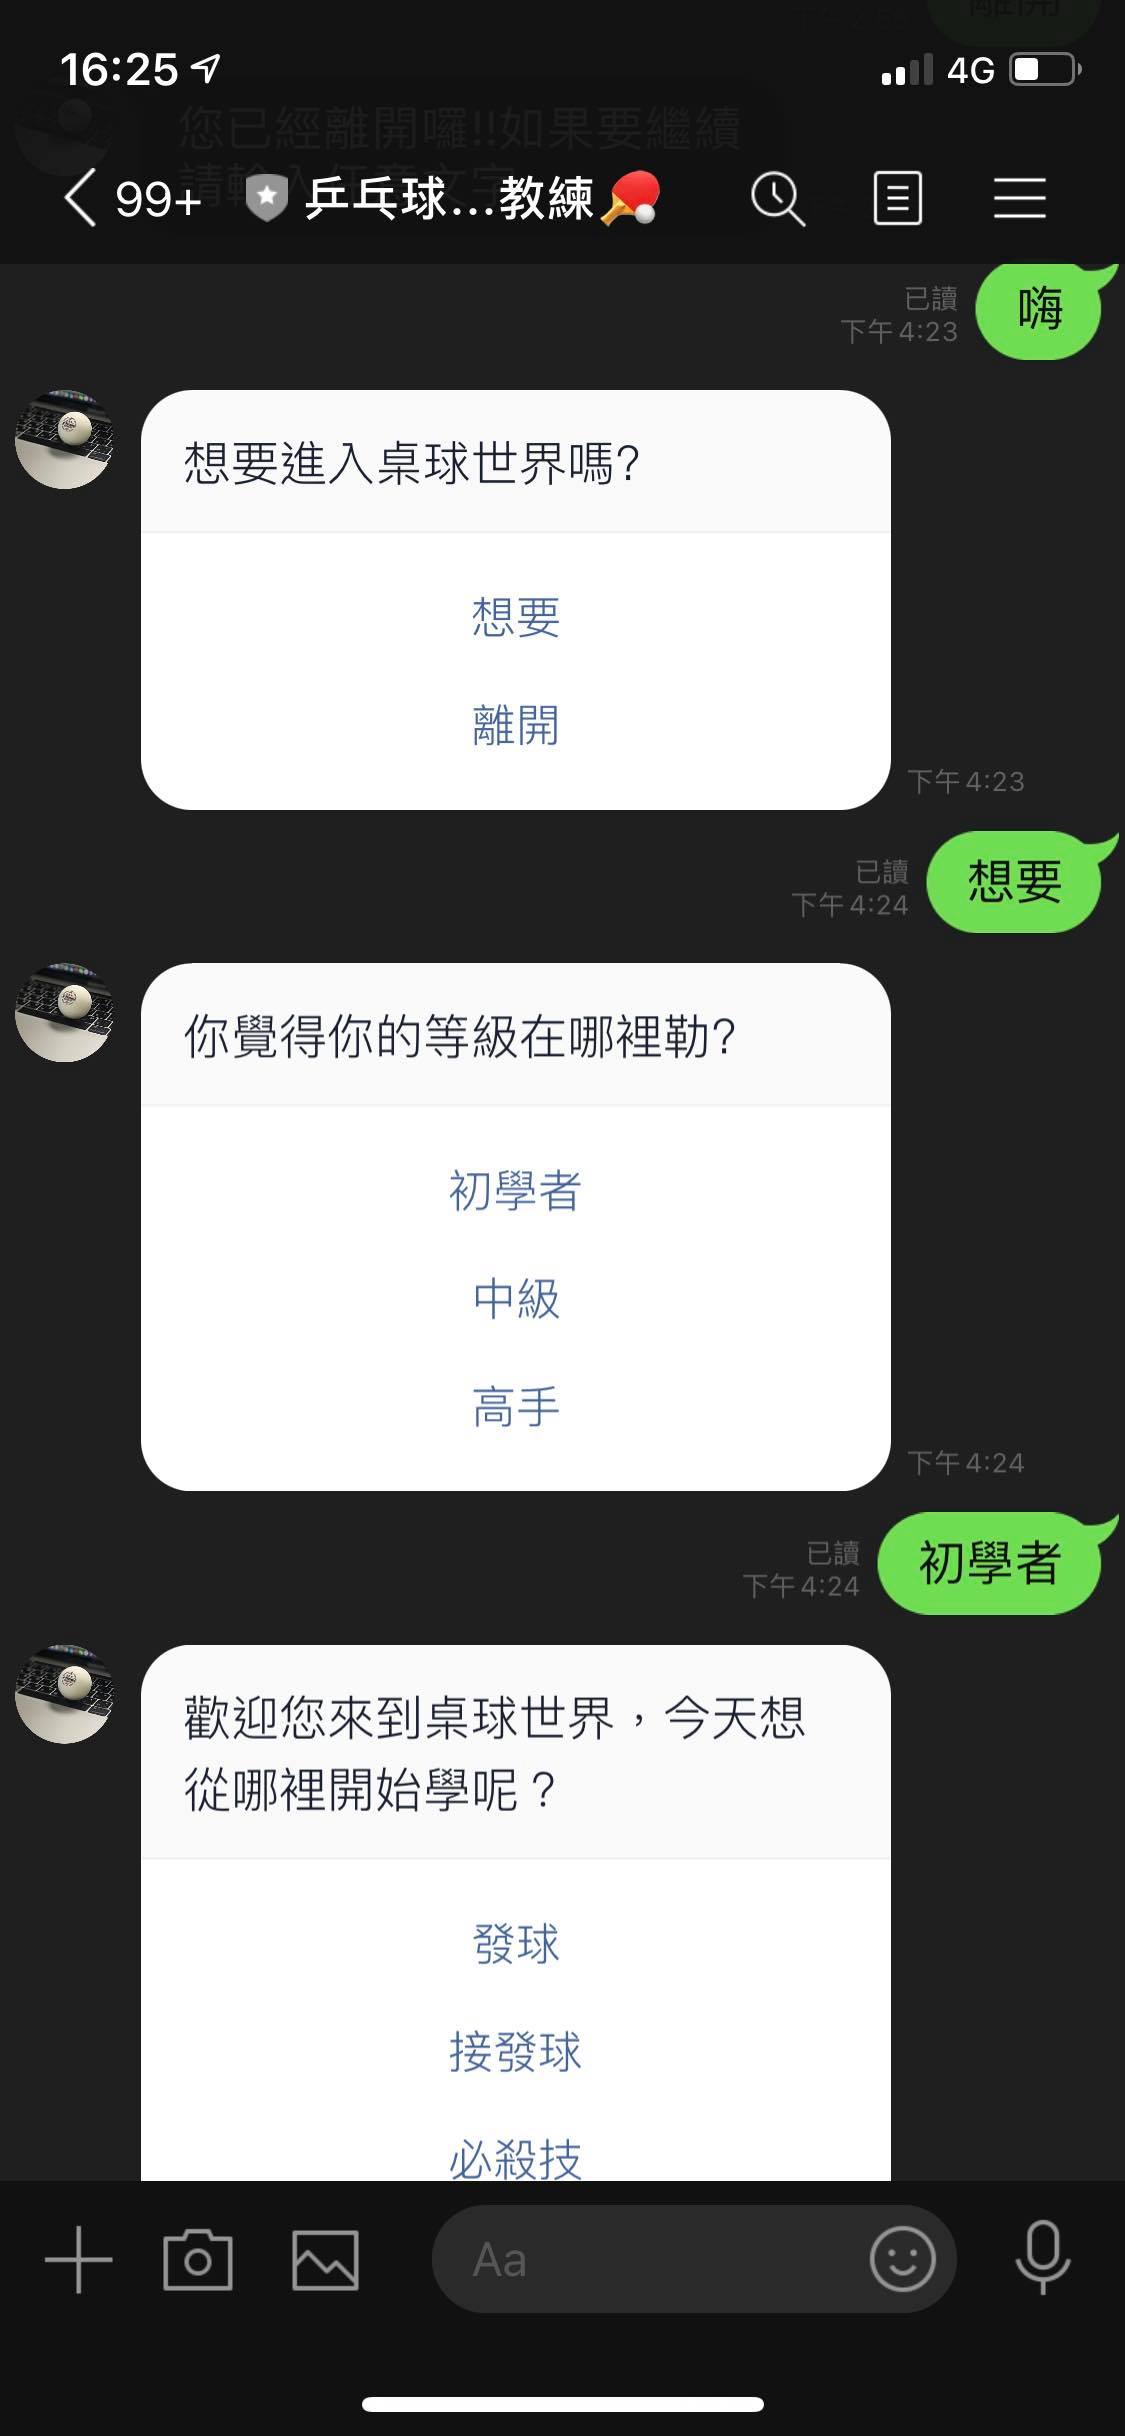 離開
16:25
4G
您已經離開囉!!如果要繼續
請輸入任意文字
99+
乒乓球...教練
已讀
下午4:23
嗨
想要進入桌球世界嗎?
想要
離開
下午4:23
已讀
下午4:24
想要
你覺得你的等級在哪裡勒?
初學者
中級
高手
下午4:24
已讀
下午4:24
初學者
歡迎您來到桌球世界，今天想
從哪裡開始學呢？
發球
接發球
必殺技
Aa